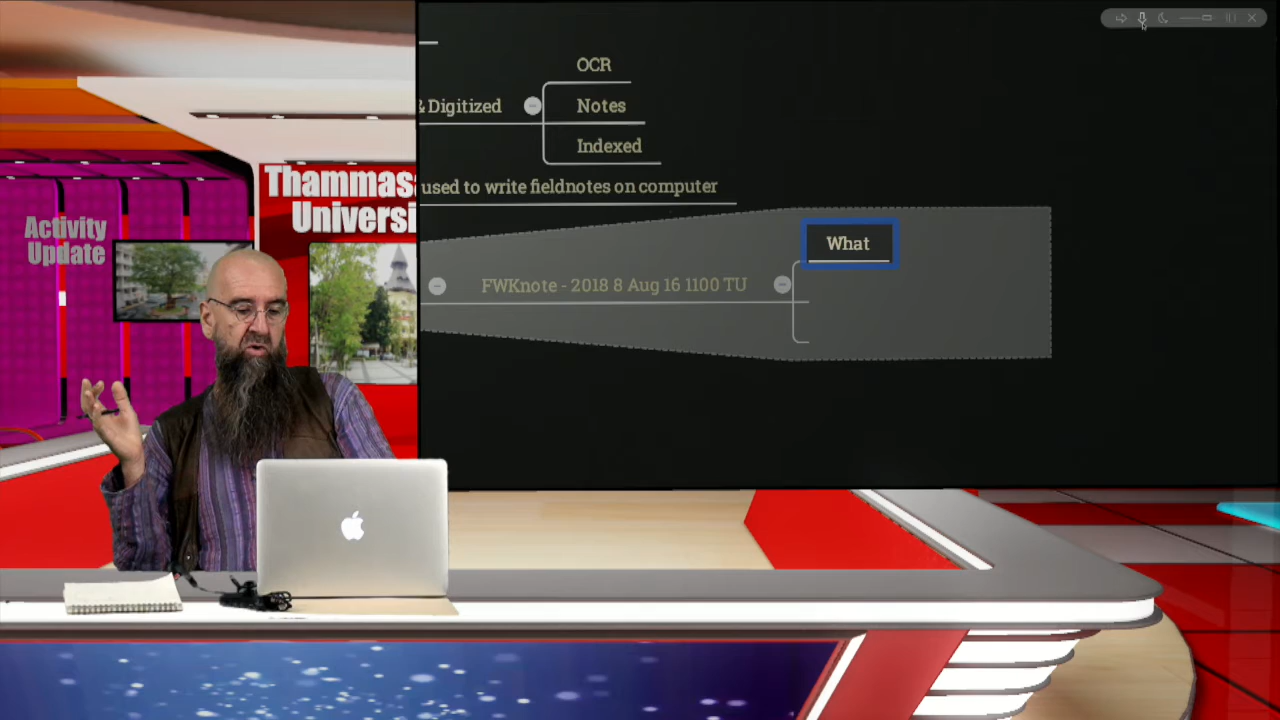 OCR
& Digitized
Notes
Indexed
used to write fieldnotes on computer
What
FWKnote - 2018 8 Aug 16 1100 TU
Thammasa
Universi
Activity
Update